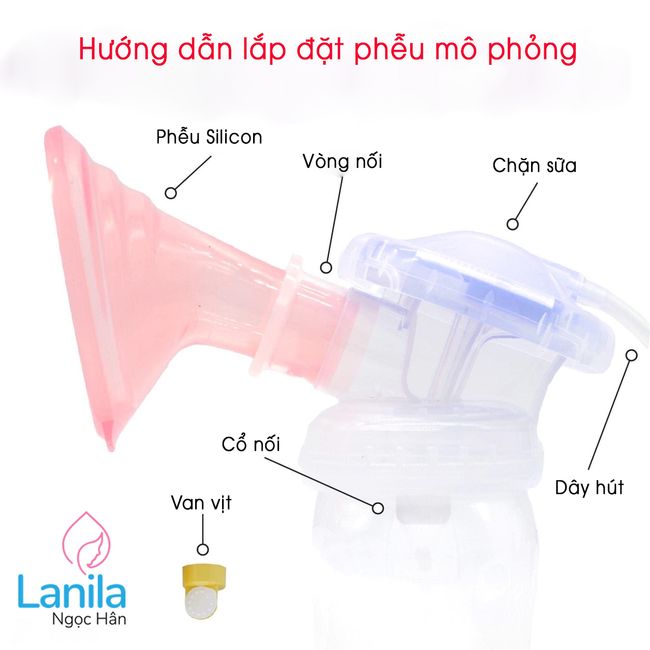 Hướng dẫn lắp đặt phễu mô phỏng
Phễu Silicon
Vòng nối
Chặn sữa
Cổ nối
Dây hút
Van vịt
Lanila
Ngọc Hân